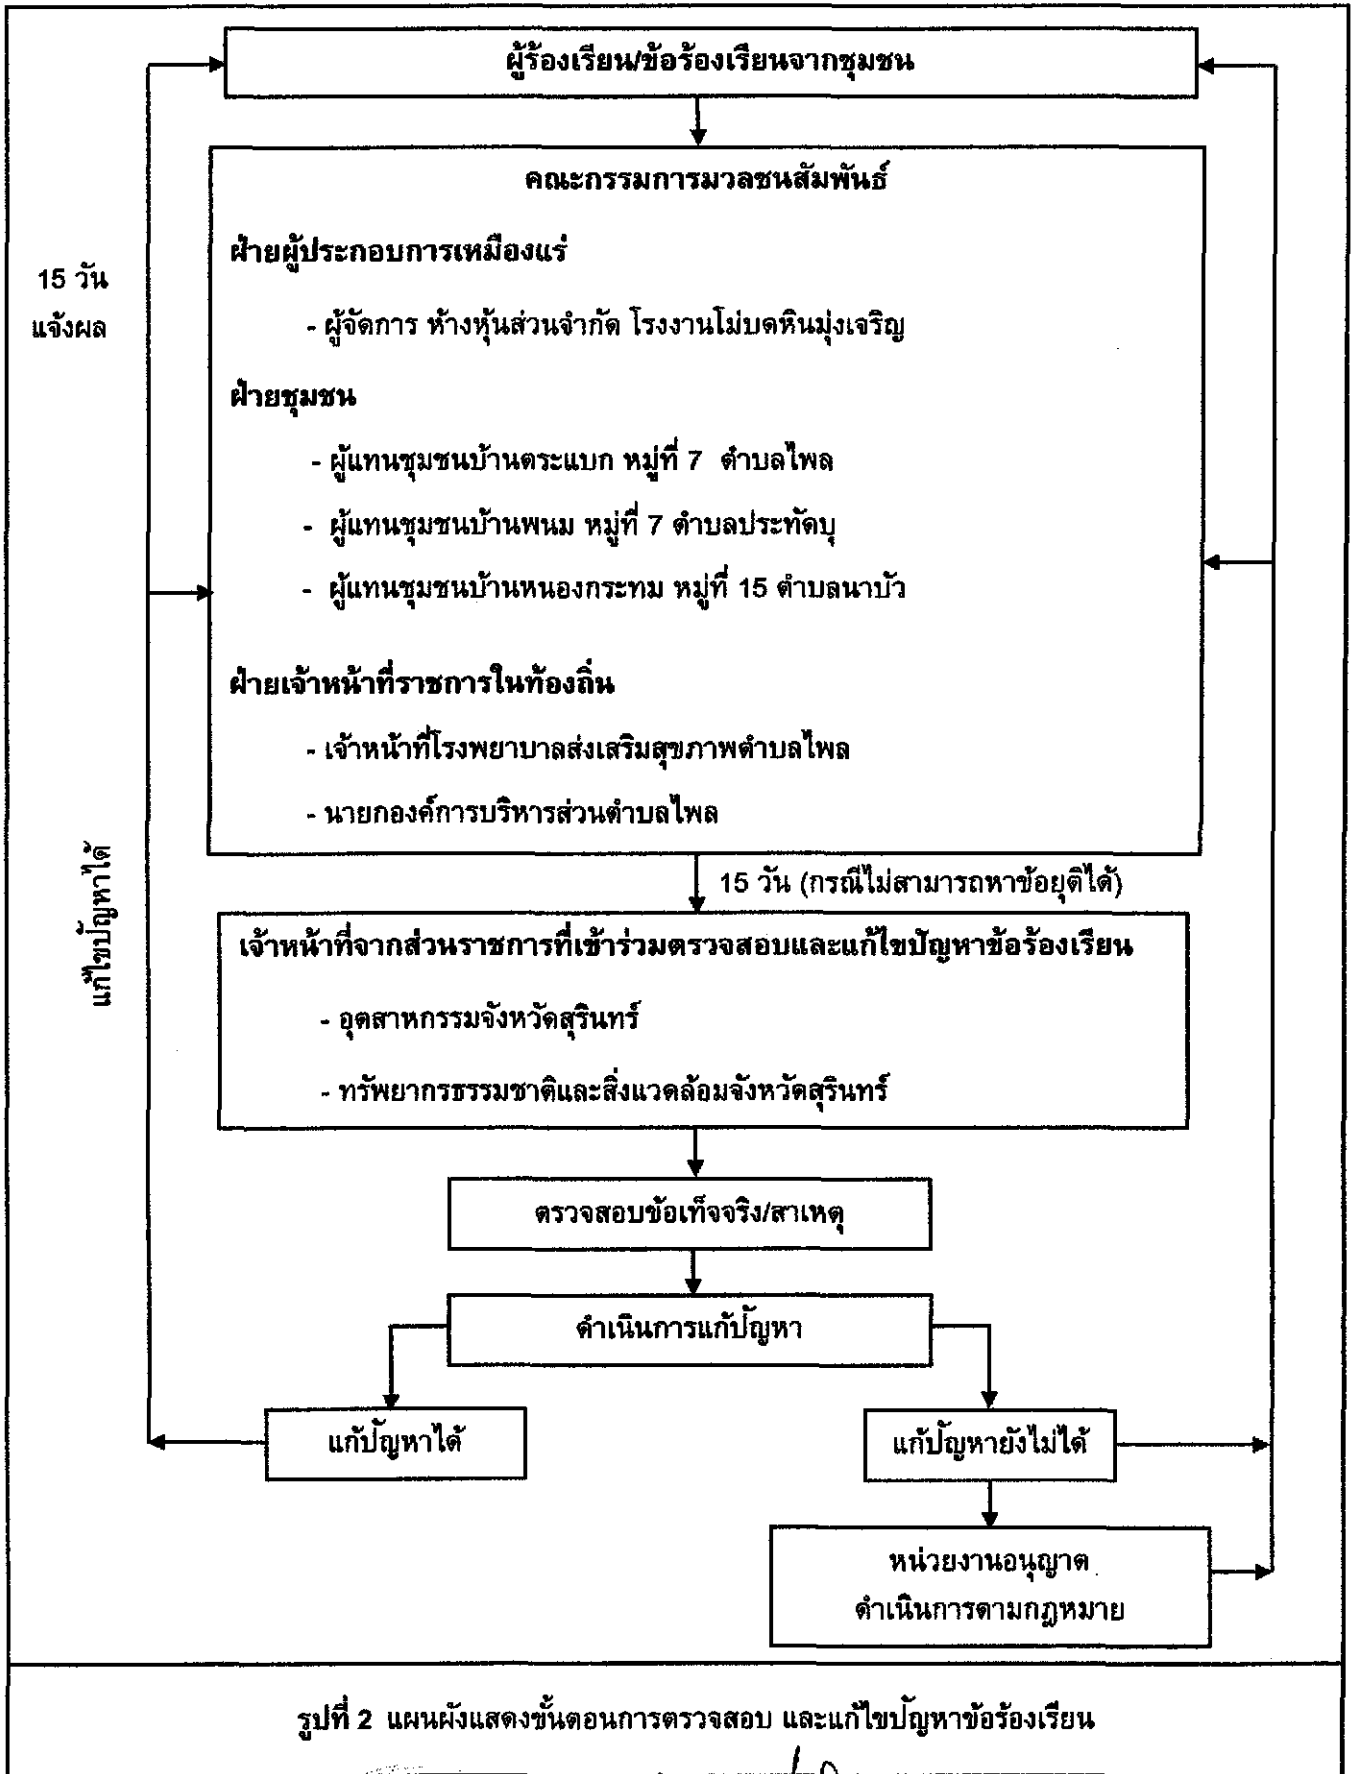 ผู้ร้องเรียน/ข้อร้องเรียนจากชุมชน
คณะกรรมการมวลชนสัมพันธ์
ฝ่ายผู้ประกอบการเหมืองแร่
- ผู้จัดการ ห้างหุ้นส่วนจำกัด โรงงานโม่บดหินมุ่งเจริญ
ฝ่ายชุมชน
- ผู้แทนชุมชนบ้านตระแบก หมู่ที่ 7 ตำบลไพล
- ผู้แทนชุมชนบ้านพนม หมู่ที่ 7 ตำบลประทัดบุ
- ผู้แทนชุมชนบ้านหนองกระทม หมู่ที่ 15 ตำบลนาบัว
ฝ่ายเจ้าหน้าที่ราชการในท้องถิ่น
- เจ้าหน้าที่โรงพยาบาลส่งเสริมสุขภาพตำบลไพล
- นายกองค์การบริหารส่วนตำบลไพล
15 วัน
แจ้งผล
แก้ไขปัญหาได้
15 วัน (กรณีไม่สามารถหาข้อยุติได้)
เจ้าหน้าที่จากส่วนราชการที่เข้าร่วมตรวจสอบและแก้ไขปัญหาข้อร้องเรียน
- อุตสาหกรรมจังหวัดสุรินทร์
- ทรัพยากรธรรมชาติและสิ่งแวดล้อมจังหวัดสุรินทร์
ตรวจสอบข้อเท็จจริง/สาเหตุ
ดำเนินการแก้ปัญหา
แก้ปัญหาได้
แก้ปัญหายังไม่ได้
หน่วยงานอนุญาต
ดำเนินการตามกฎหมาย
รูปที่ 2 แผนผังแสดงขั้นตอนการตรวจสอบ และแก้ไขปัญหาข้อร้องเรียน